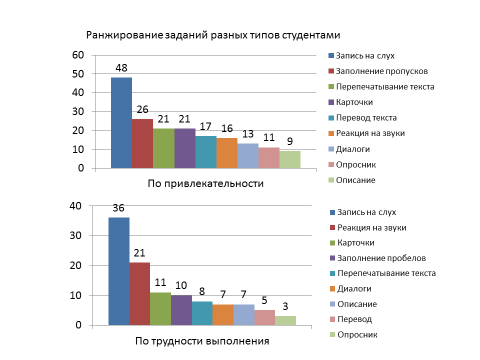 Ранжирование заданий разных типов студентами
60
50
40
30
20
10
0
48
26
21
21
17
16
13
11
9
По привлекательности
Запись на слух
Заполнение пропусков
Перепечатывание текста
Карточки
Перевод текста
Реакция на звуки
Диалоги
Опросник
Описание
40
30
20
10
0
36
21
11
10
8
7
7
5
3
По трудности выполнения
Запись на слух
Реакция на звуки
Карточки
Заполнение пробелов
Перепечатывание текста
Диалоги
Описание
Перевод
Опросник